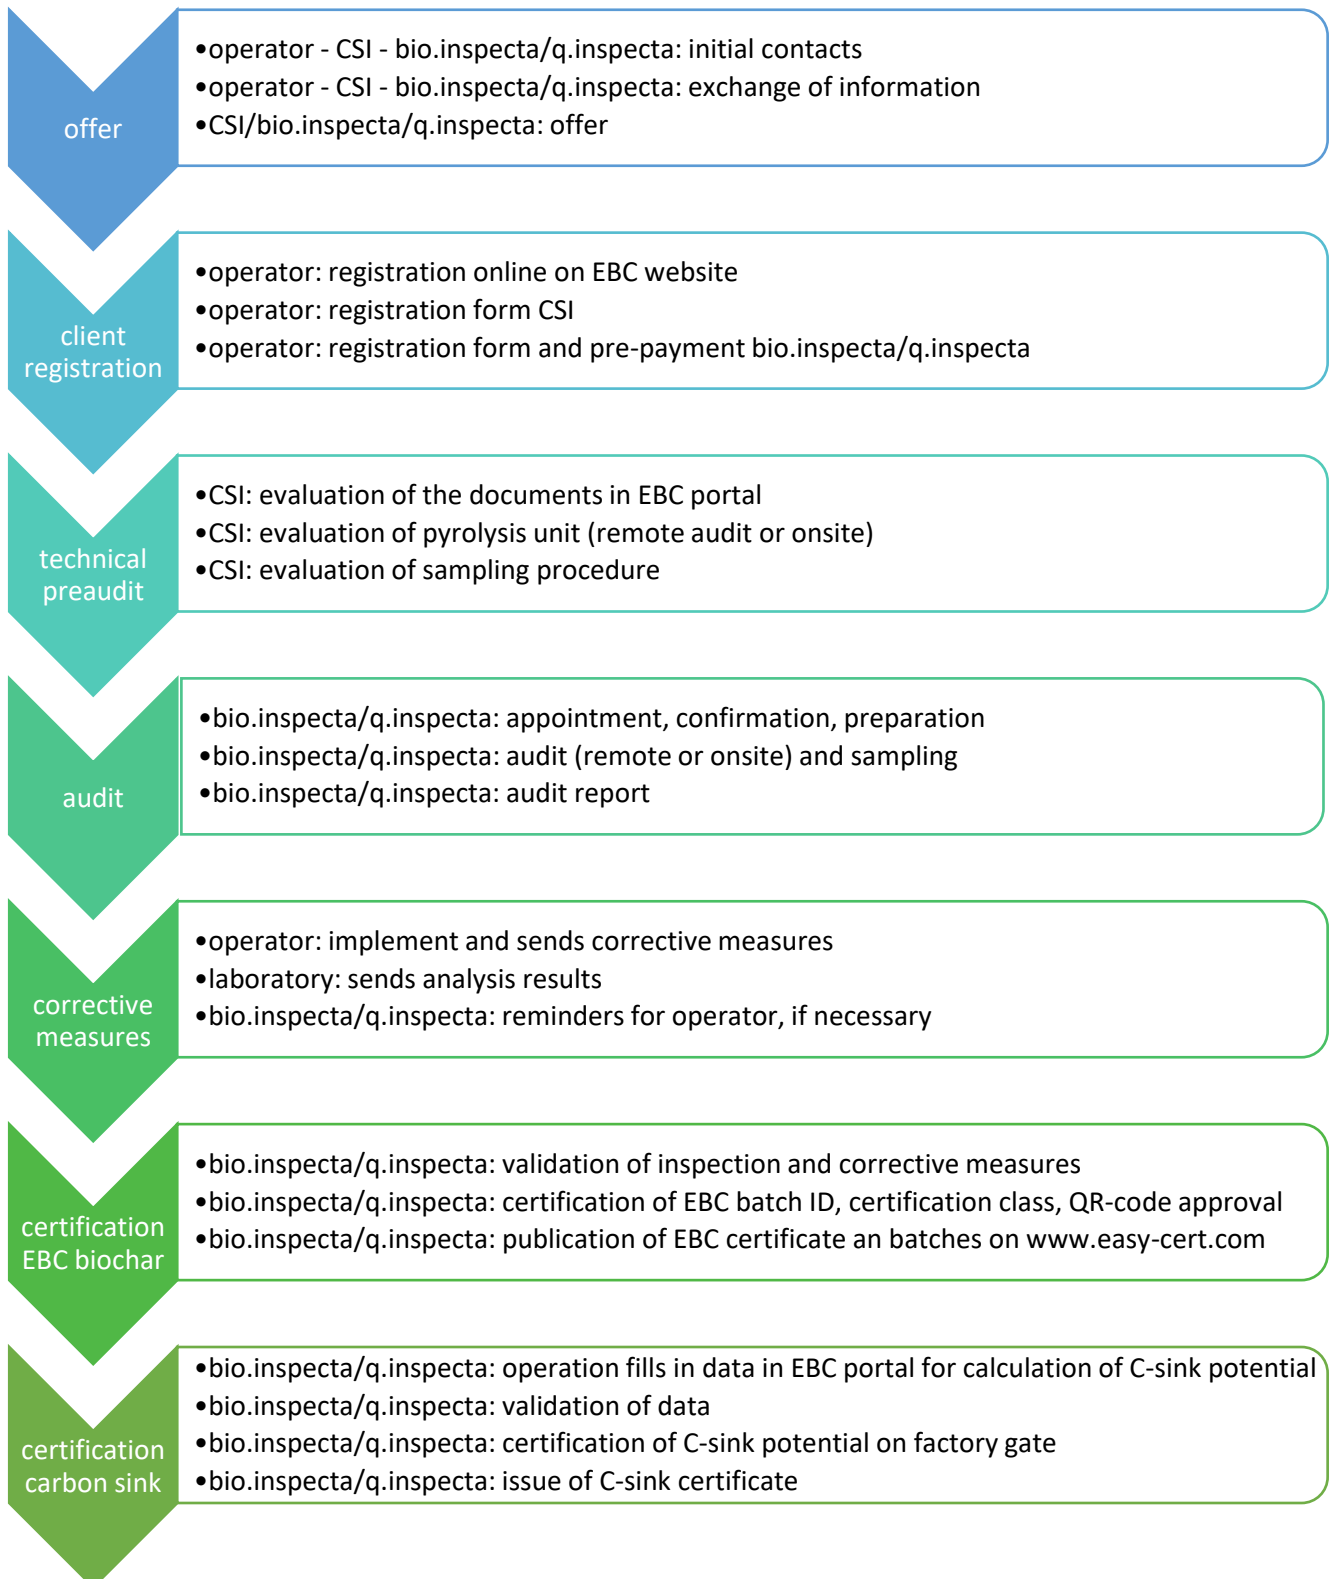 offer
•operator - CSI - bio.inspecta/q.inspecta: initial contacts
•operator - CSI - bio.inspecta/q.inspecta: exchange of information
•CSI/bio.inspecta/q.inspecta: offer
client
registration
•operator: registration online on EBC website
•operator: registration form CSI
•operator: registration form and pre-payment bio.inspecta/q.inspecta
technical
preaudit
•CSI: evaluation of the documents in EBC portal
•CSI: evaluation of pyrolysis unit (remote audit or onsite)
•CSI: evaluation of sampling procedure
audit
•bio.inspecta/q.inspecta: appointment, confirmation, preparation
•bio.inspecta/q.inspecta: audit (remote or onsite) and sampling
•bio.inspecta/q.inspecta: audit report
corrective
measures
•operator: implement and sends corrective measures
•laboratory: sends analysis results
•bio.inspecta/q.inspecta: reminders for operator, if necessary
certification
EBC biochar
•bio.inspecta/q.inspecta: validation of inspection and corrective measures
•bio.inspecta/q.inspecta: certification of EBC batch ID, certification class, QR-code approval
•bio.inspecta/q.inspecta: publication of EBC certificate an batches on www.easy-cert.com
certification
carbon sink
•bio.inspecta/q.inspecta: operation fills in data in EBC portal for calculation of C-sink potential
•bio.inspecta/q.inspecta: validation of data
•bio.inspecta/q.inspecta: certification of C-sink potential on factory gate
•bio.inspecta/q.inspecta: issue of C-sink certificate